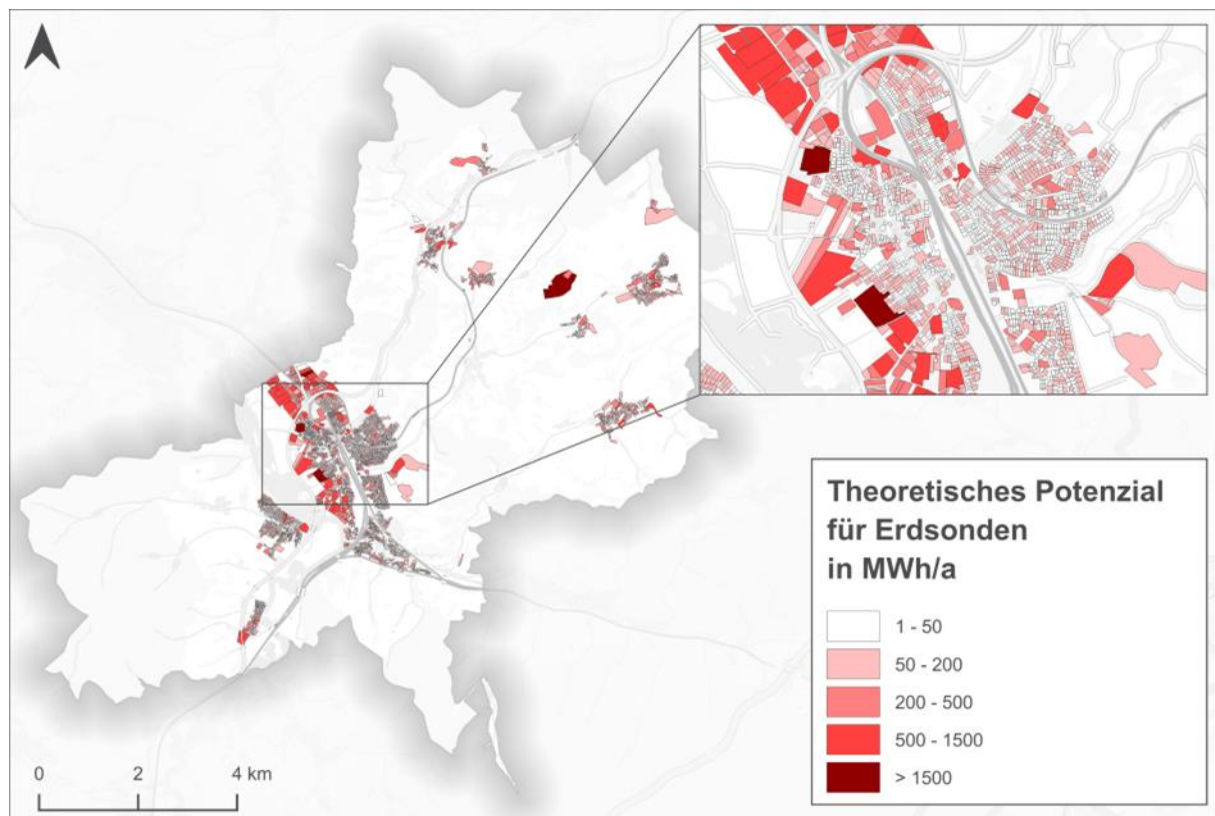 Theoretisches Potenzial
für Erdsonden
in MWh/a
1 - 50
50 - 200
200 - 500
500 - 1500
> 1500
0 2 4 km